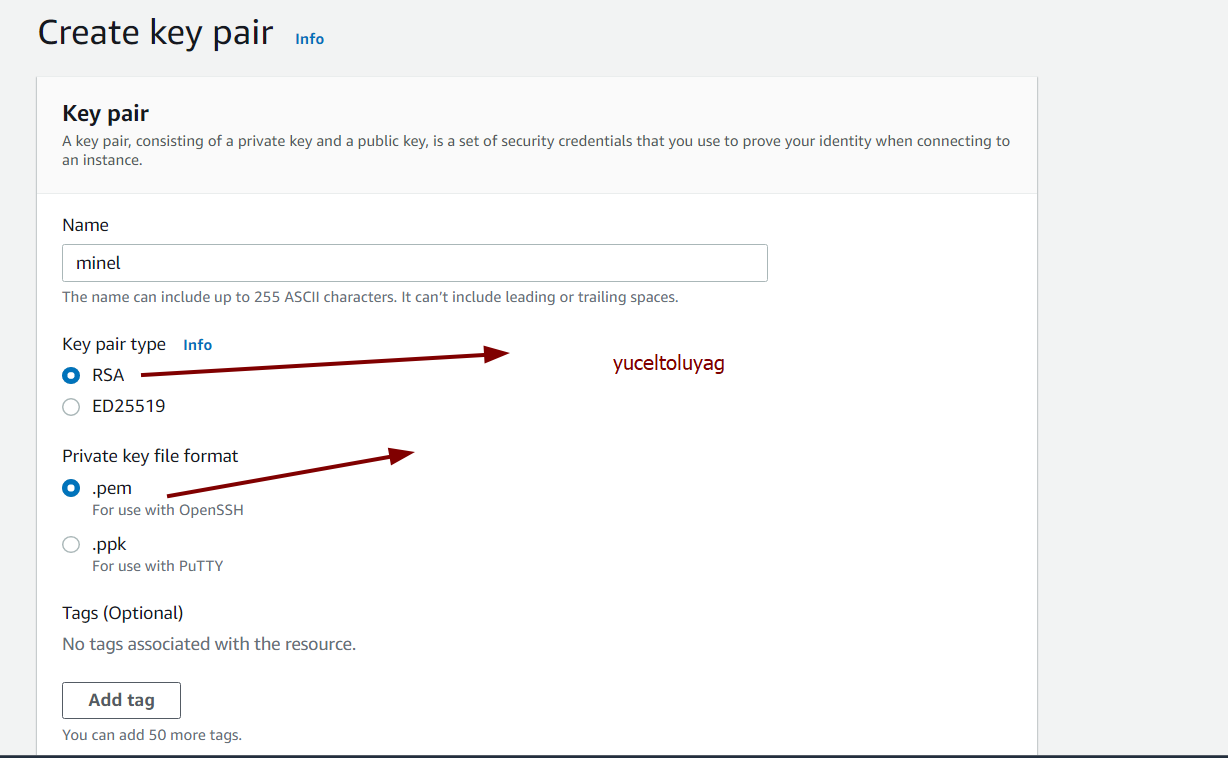 Create key pair Info
Key pair
A key pair, consisting of a private key and a public key, is a set of security credentials that you use to prove your identity when connecting to
an instance.
Name
minel
The name can include up to 255 ASCII characters. It can’t include leading or trailing spaces.
Key pair type Info
yuceltoluyag
RSA
ED25519
Private key file format
.pem
For use with OpenSSH
.ppk
For use with PuTTY
Tags (Optional)
No tags associated with the resource.
Add tag
You can add 50 more tags.